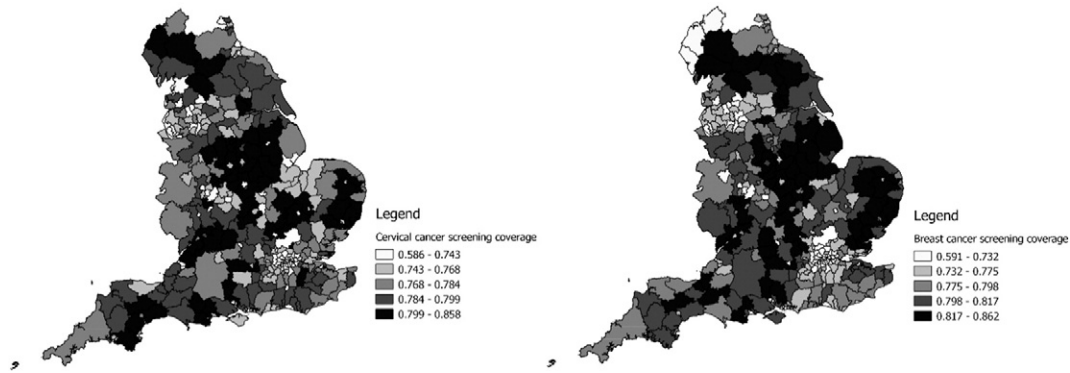 Legend
Cervical cancer screening coverage
0.586 - 0.743
0.743 - 0.768
0.768 - 0.784
0.784 - 0.799
0.799 - 0.858
Legend
Breast cancer screening coverage
0.591 - 0.732
0.732 - 0.775
0.775 - 0.798
0.798 - 0.817
0.817 - 0.862